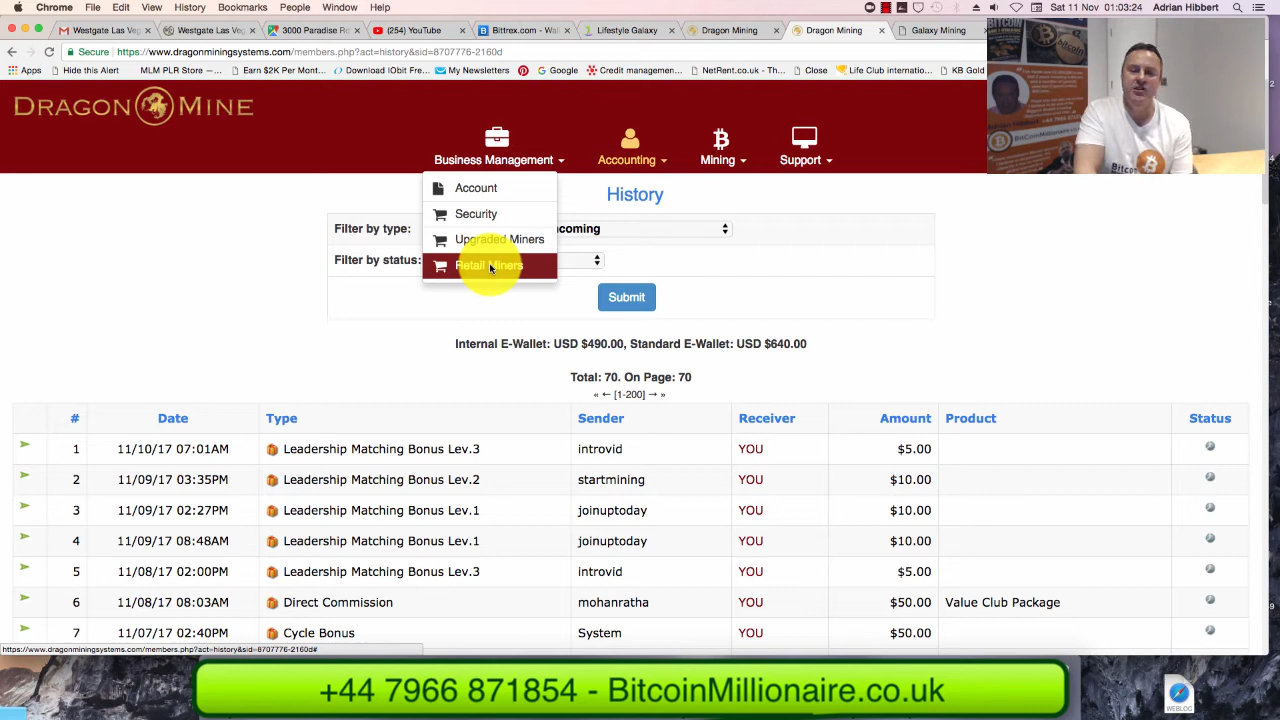 Chrome File Edit View History Bookmarks People Window Help
Sat 11 Nov 01:03:24 Adrian Hibbert
Westgate Las Veg
Westgate Las Veg
3000 Paradise Ro
(254) YouTube
Bittrex.com - Wal
Lifestyle Galaxy
Dragon Mining
Dragon Mining
Galaxy Mining
Secure https://www.dragonminingsystems.com/members.php?act=history&sid=8707776-2160d
Apps Hide this Alert MLM PLR Store —... Earn $2K Per Mont... Download IObit Fre... My Newsletters Google Credit managemen... NetRent.co.uk... Close Life Club internatio... KB Gold
DRAGON MINE
Business Management Accounting Mining Support
Account
Security
Upgraded Miners
Retail Miners
History
Filter by type: ncoming
Filter by status:
Submit
Internal E-Wallet: USD $490.00, Standard E-Wallet: USD $640.00
Total: 70. On Page: 70
« ← [1-200] → »
# Date Type Sender Receiver Amount Product Status
1 11/10/17 07:01AM Leadership Matching Bonus Lev.3 introvid YOU $5.00
2 11/09/17 03:35PM Leadership Matching Bonus Lev.2 startmining YOU $10.00
3 11/09/17 02:27PM Leadership Matching Bonus Lev.1 joinuptoday YOU $10.00
4 11/09/17 08:48AM Leadership Matching Bonus Lev.1 joinuptoday YOU $10.00
5 11/08/17 02:00PM Leadership Matching Bonus Lev.3 introvid YOU $5.00
6 11/08/17 08:03AM Direct Commission mohanratha YOU $50.00 Value Club Package
7 11/07/17 02:40PM Cycle Bonus System YOU $50.00
https://www.dragonminingsystems.com/members.php?act=history&sid=8707776-2160d#
+44 7966 871854 - BitcoinMillionaire.co.uk
WEBLOC